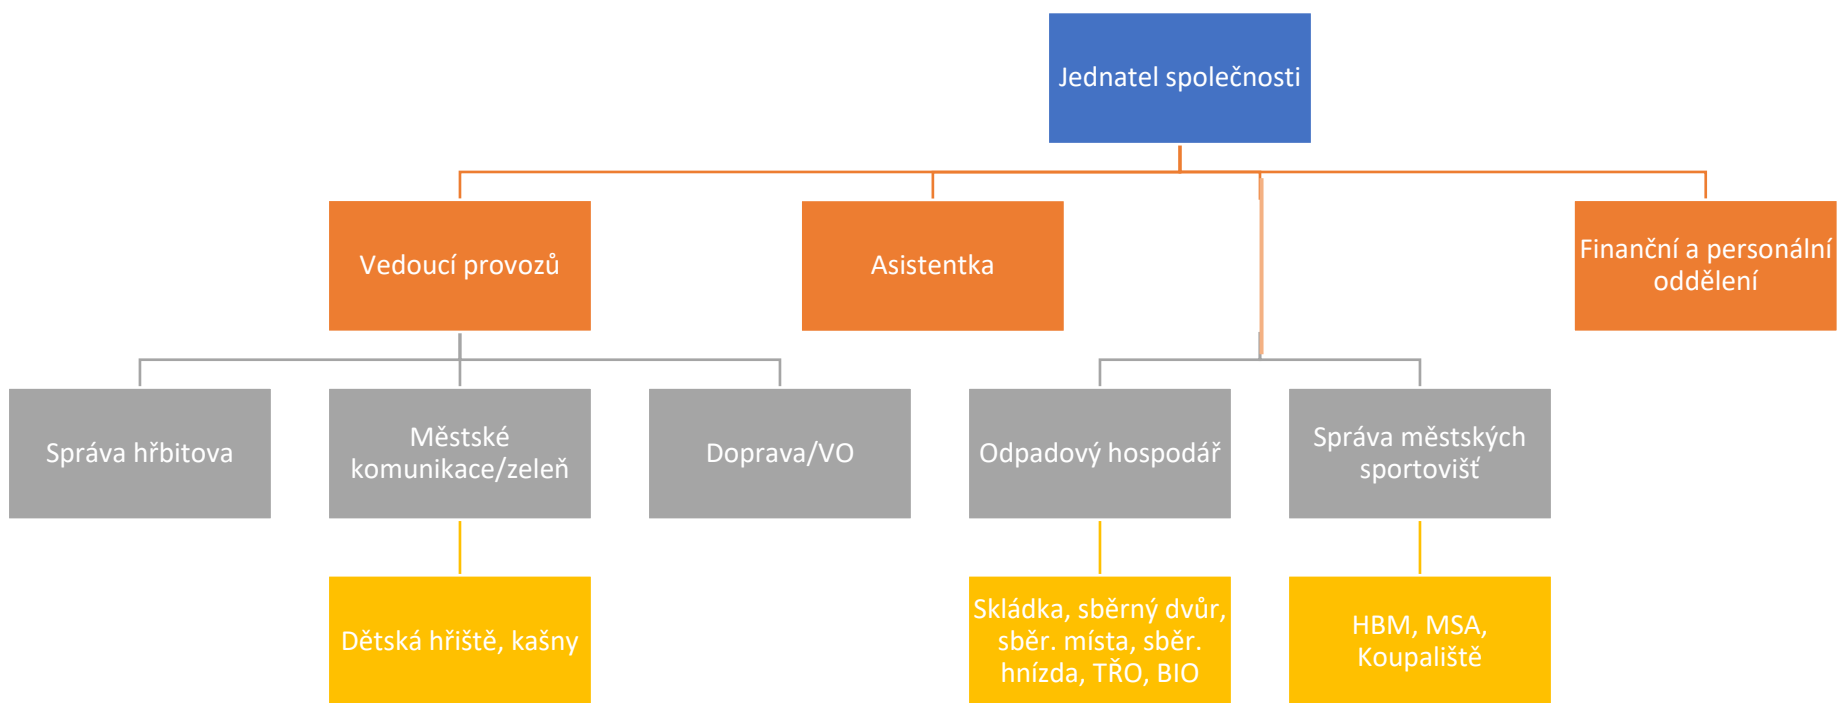 Jednatel společnosti
Vedoucí provozů
Asistentka
Finanční a personální
oddělení
Správa hřbitova
Městské
komunikace/zeleň
Doprava/VO
Odpadový hospodář
Správa městských
sportovišť
Dětská hřiště, kašny
Skládka, sběrný dvůr,
sběr. místa, sběr.
hnízda, TŘO, BIO
HBM, MSA,
Koupaliště